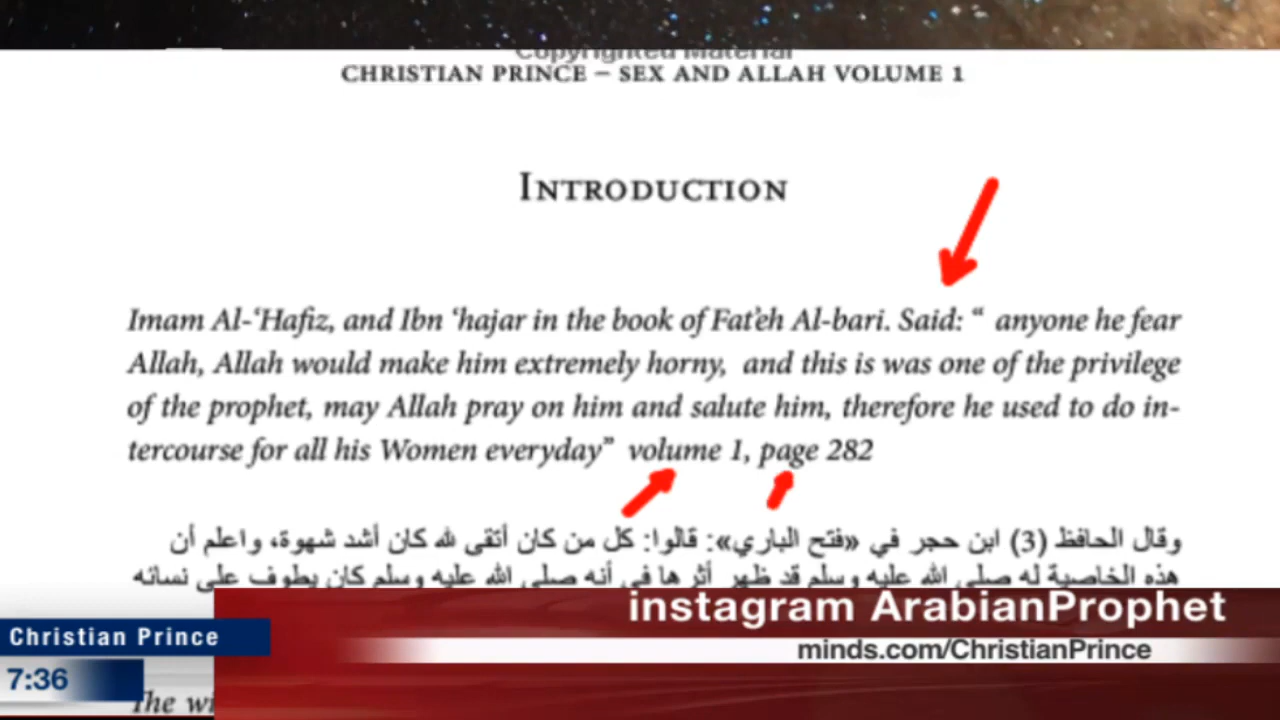 Copyrighted Material
CHRISTIAN PRINCE – SEX AND ALLAH VOLUME 1
INTRODUCTION
Imam Al-‘Hafiz, and Ibn ‘hajar in the book of Fat’eh Al-bari. Said: “ anyone he fear
Allah, Allah would make him extremely horny, and this is was one of the privilege
of the prophet, may Allah pray on him and salute him, therefore he used to do in-
tercourse for all his Women everyday” volume 1, page 282
وقال الحافظ (3) ابن حجر في «فتح الباري»: قالوا: كل من كان أتقى لله كان أشد شهوة، واعلم أن
هذه الخاصية له صلى الله عليه وسلم قد ظهر أثرها في أنه صلى الله عليه وسلم كان يطوف على نسائه
instagram ArabianProphet
Christian Prince
minds.com/ChristianPrince
7:36
The wi